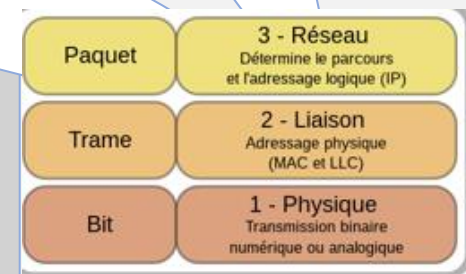 Paquet
3 - Réseau
Détermine le parcours
et l'adressage logique (IP)
Trame
2 - Liaison
Adressage physique
(MAC et LLC)
Bit
1 - Physique
Transmission binaire
numérique ou analogique